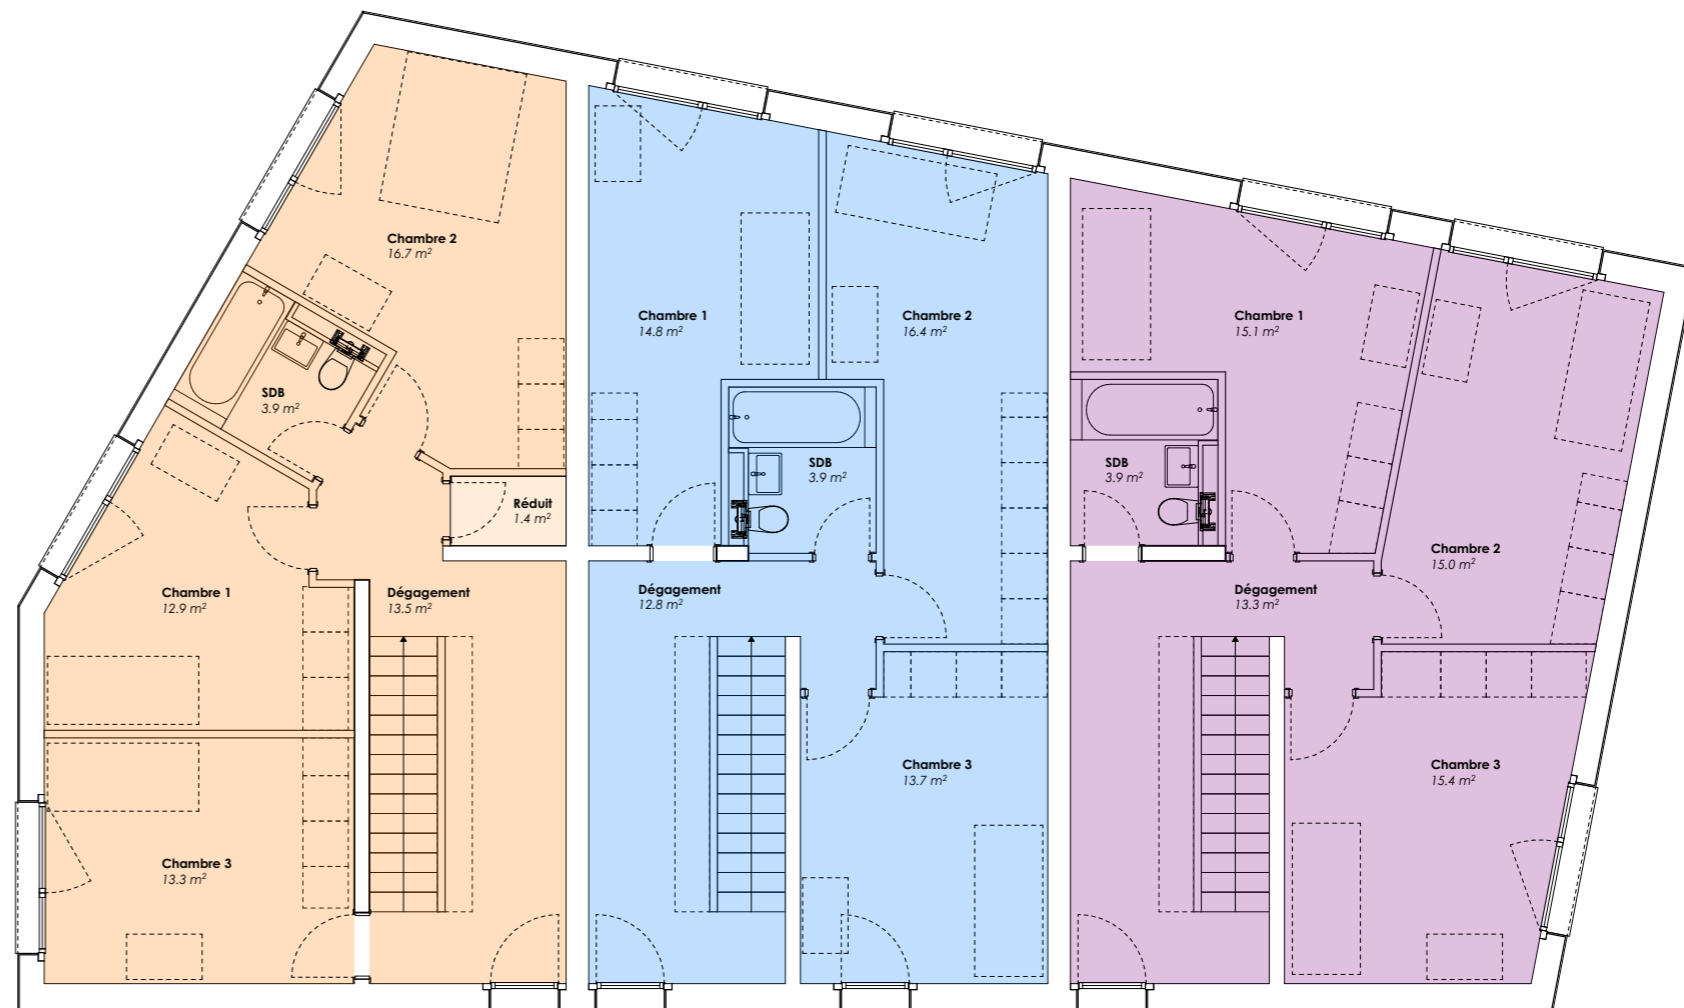 Chambre 2
16.7 m²
SDB
3.9 m²
Réduit
1.4 m²
Chambre 1
12.9 m²
Dégagement
13.5 m²
Chambre 3
13.3 m²
Chambre 1
14.8 m²
Chambre 2
16.4 m²
SDB
3.9 m²
Dégagement
12.8 m²
Chambre 3
13.7 m²
Chambre 1
15.1 m²
SDB
3.9 m²
Chambre 2
15.0 m²
Dégagement
13.3 m²
Chambre 3
15.4 m²